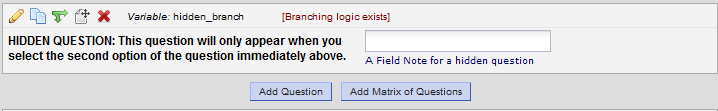 Variable: hidden_branch [Branching logic exists]
HIDDEN QUESTION: This question will only appear when you
select the second option of the question immediately above.
A Field Note for a hidden question
Add Question Add Matrix of Questions